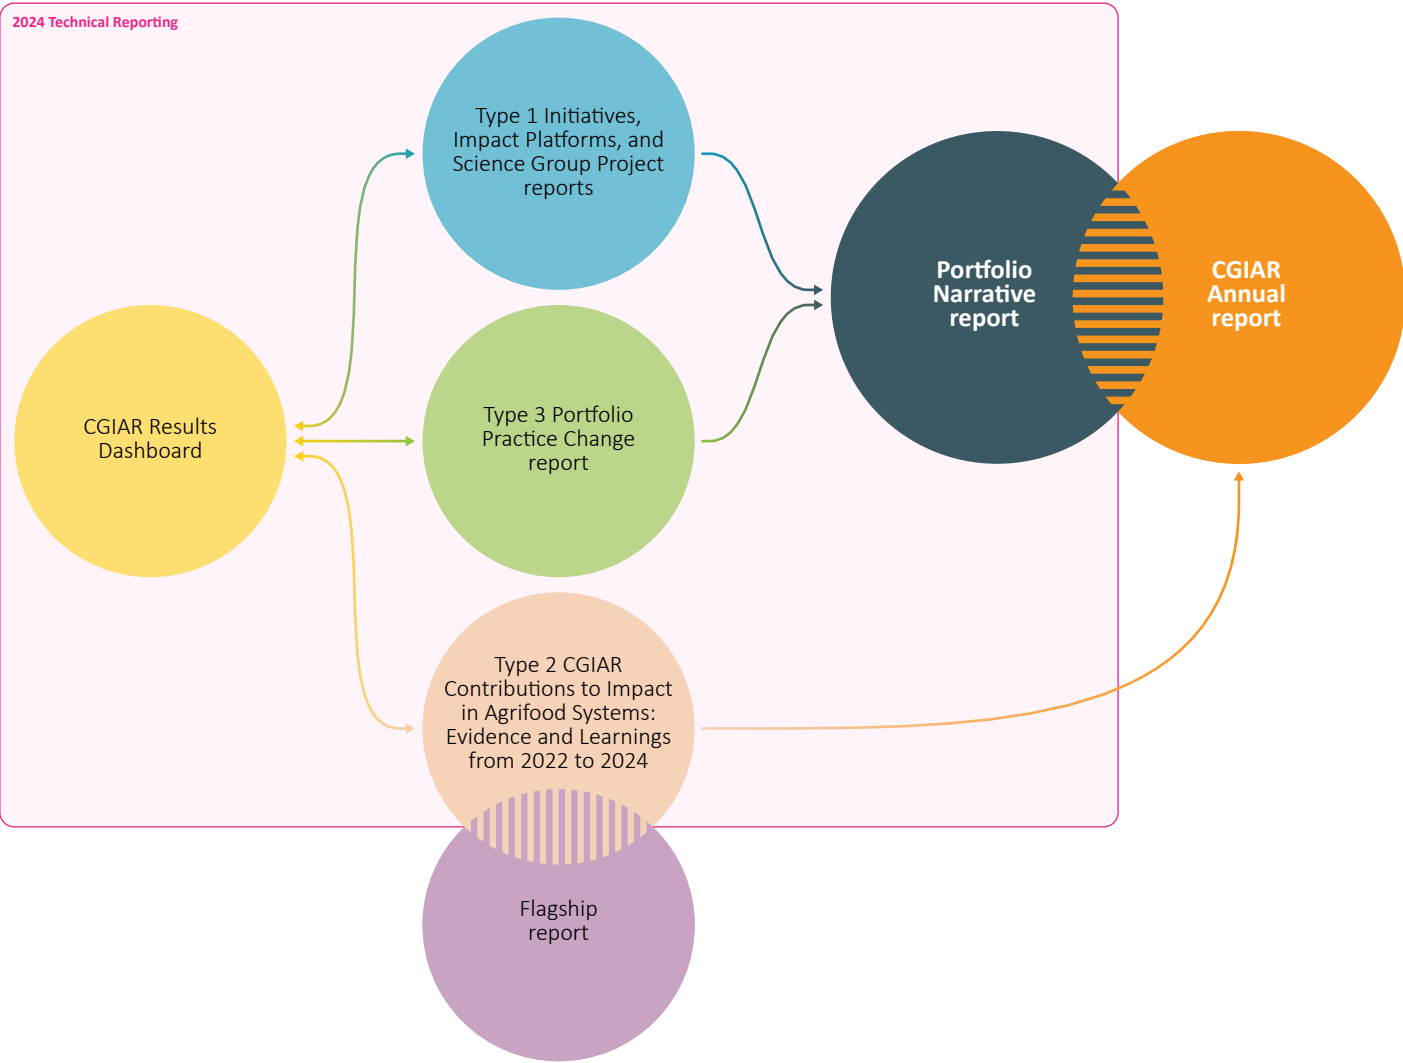 2024 Technical Reporting
Type 1 Initiatives,
Impact Platforms, and
Science Group Project
reports
Portfolio
Narrative
report
CGIAR
Annual
report
CGIAR Results
Dashboard
Type 3 Portfolio
Practice Change
report
Type 2 CGIAR
Contributions to Impact
in Agrifood Systems:
Evidence and Learnings
from 2022 to 2024
Flagship
report